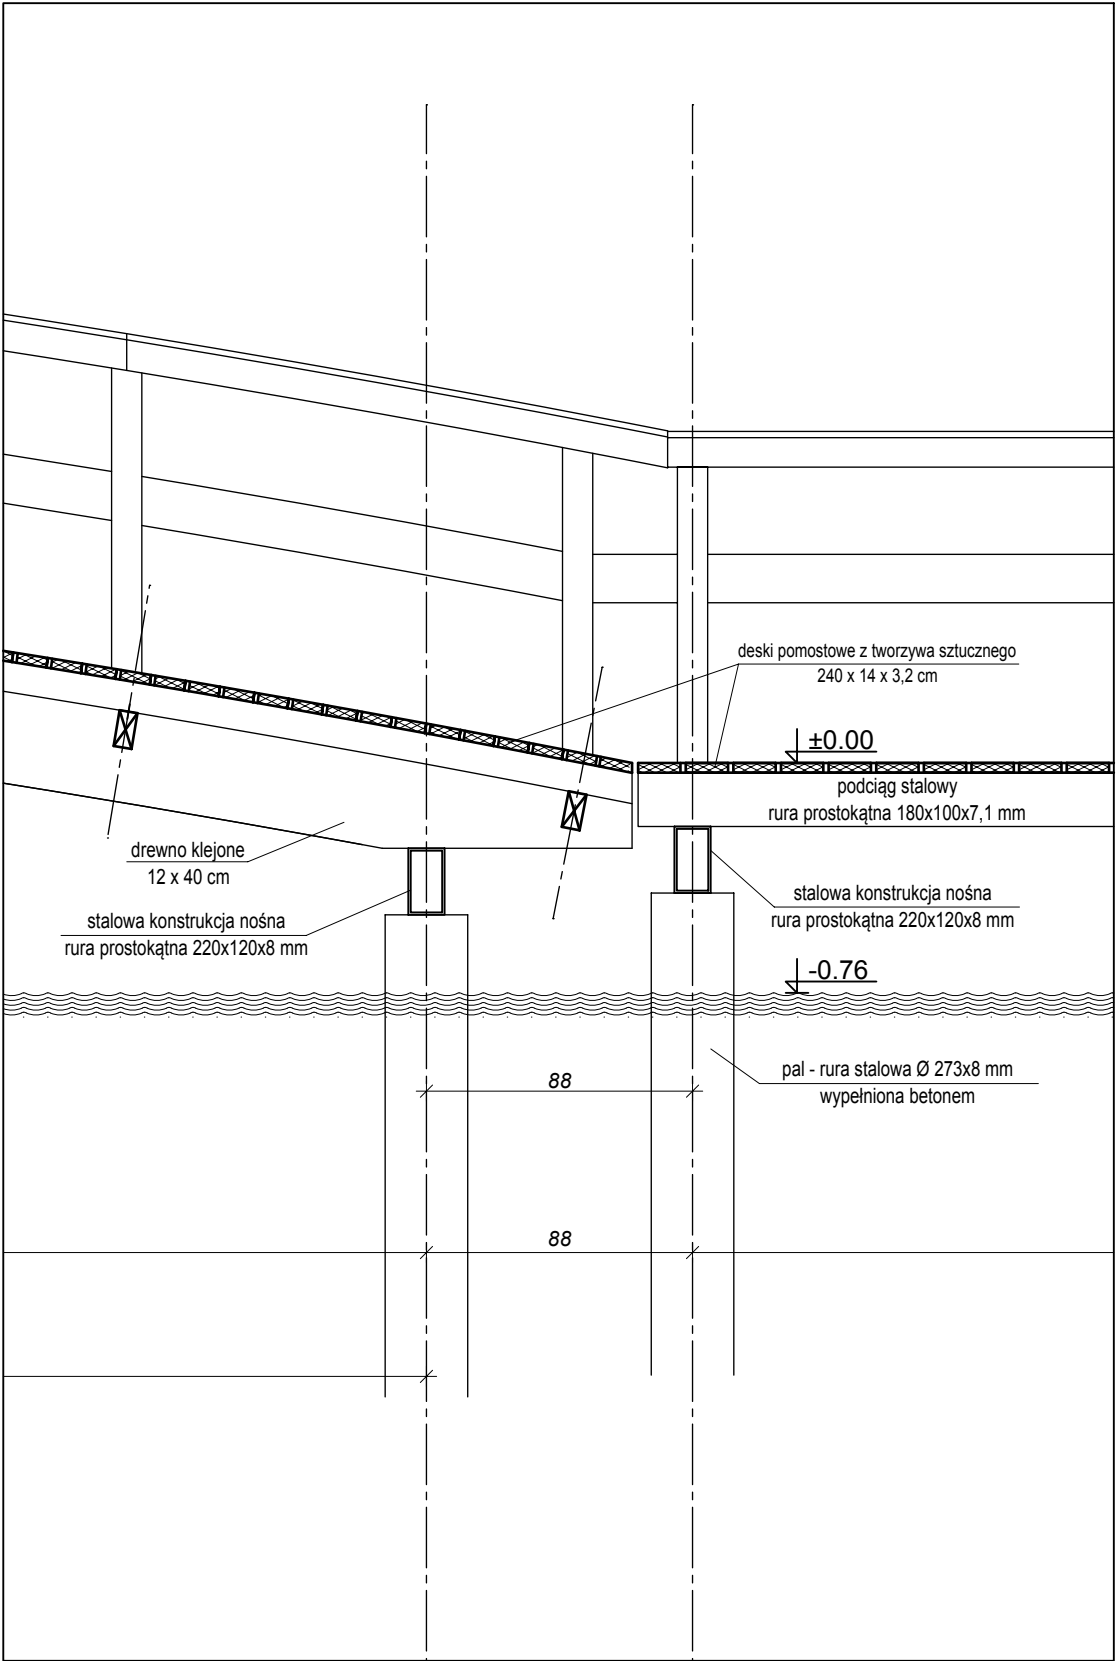 deski pomostowe z tworzywa sztucznego
240 x 14 x 3,2 cm
±0.00
podciąg stalowy
rura prostokątna 180x100x7,1 mm
drewno klejone
12 x 40 cm
stalowa konstrukcja nośna
rura prostokątna 220x120x8 mm
stalowa konstrukcja nośna
rura prostokątna 220x120x8 mm
-0.76
pal - rura stalowa Ø 273x8 mm
wypełniona betonem
88
88